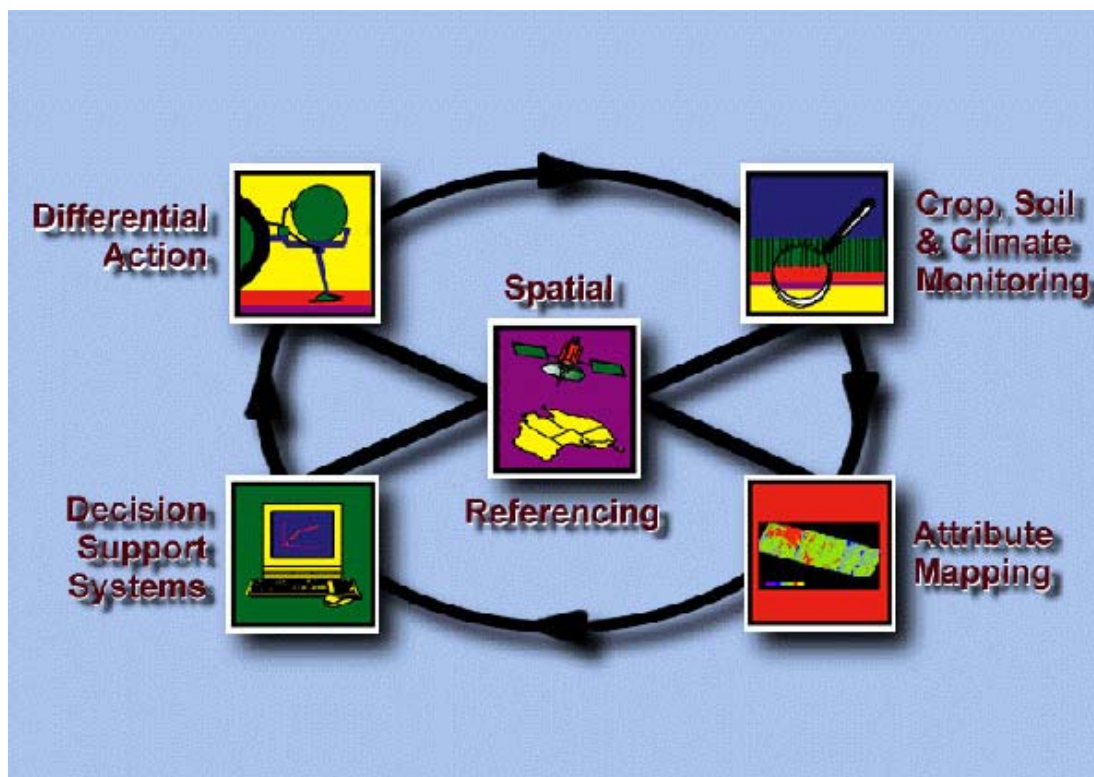 Differential
Action
Crop, Soil
& Climate
Monitoring
Spatial
Referencing
Decision
Support
Systems
Attribute
Mapping